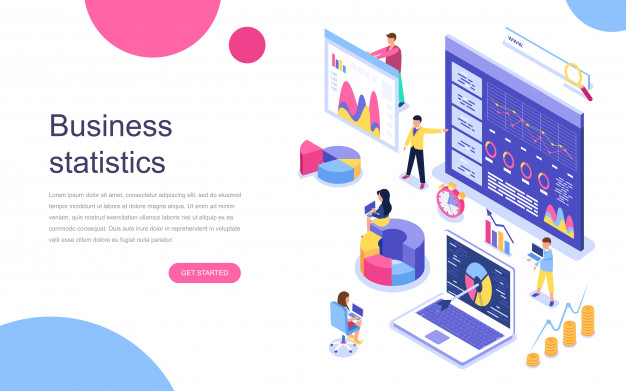 Business
statistics
Lorem ipsum dolor sit amet, consectetur adipiscing elit, sed do
eiusmod tempor incididunt ut labore et dolore magna aliqua. Ut
enim ad minim veniam, quis nostrud exercitation ullamco laboris
nisi ut aliquip ex ea commodo consequat. Duis aute irure dolor in
reprehenderit in voluptate velit esse cillum dolore eu fugiat
velit esse nulla pariatur.
GET STARTED
WWW.